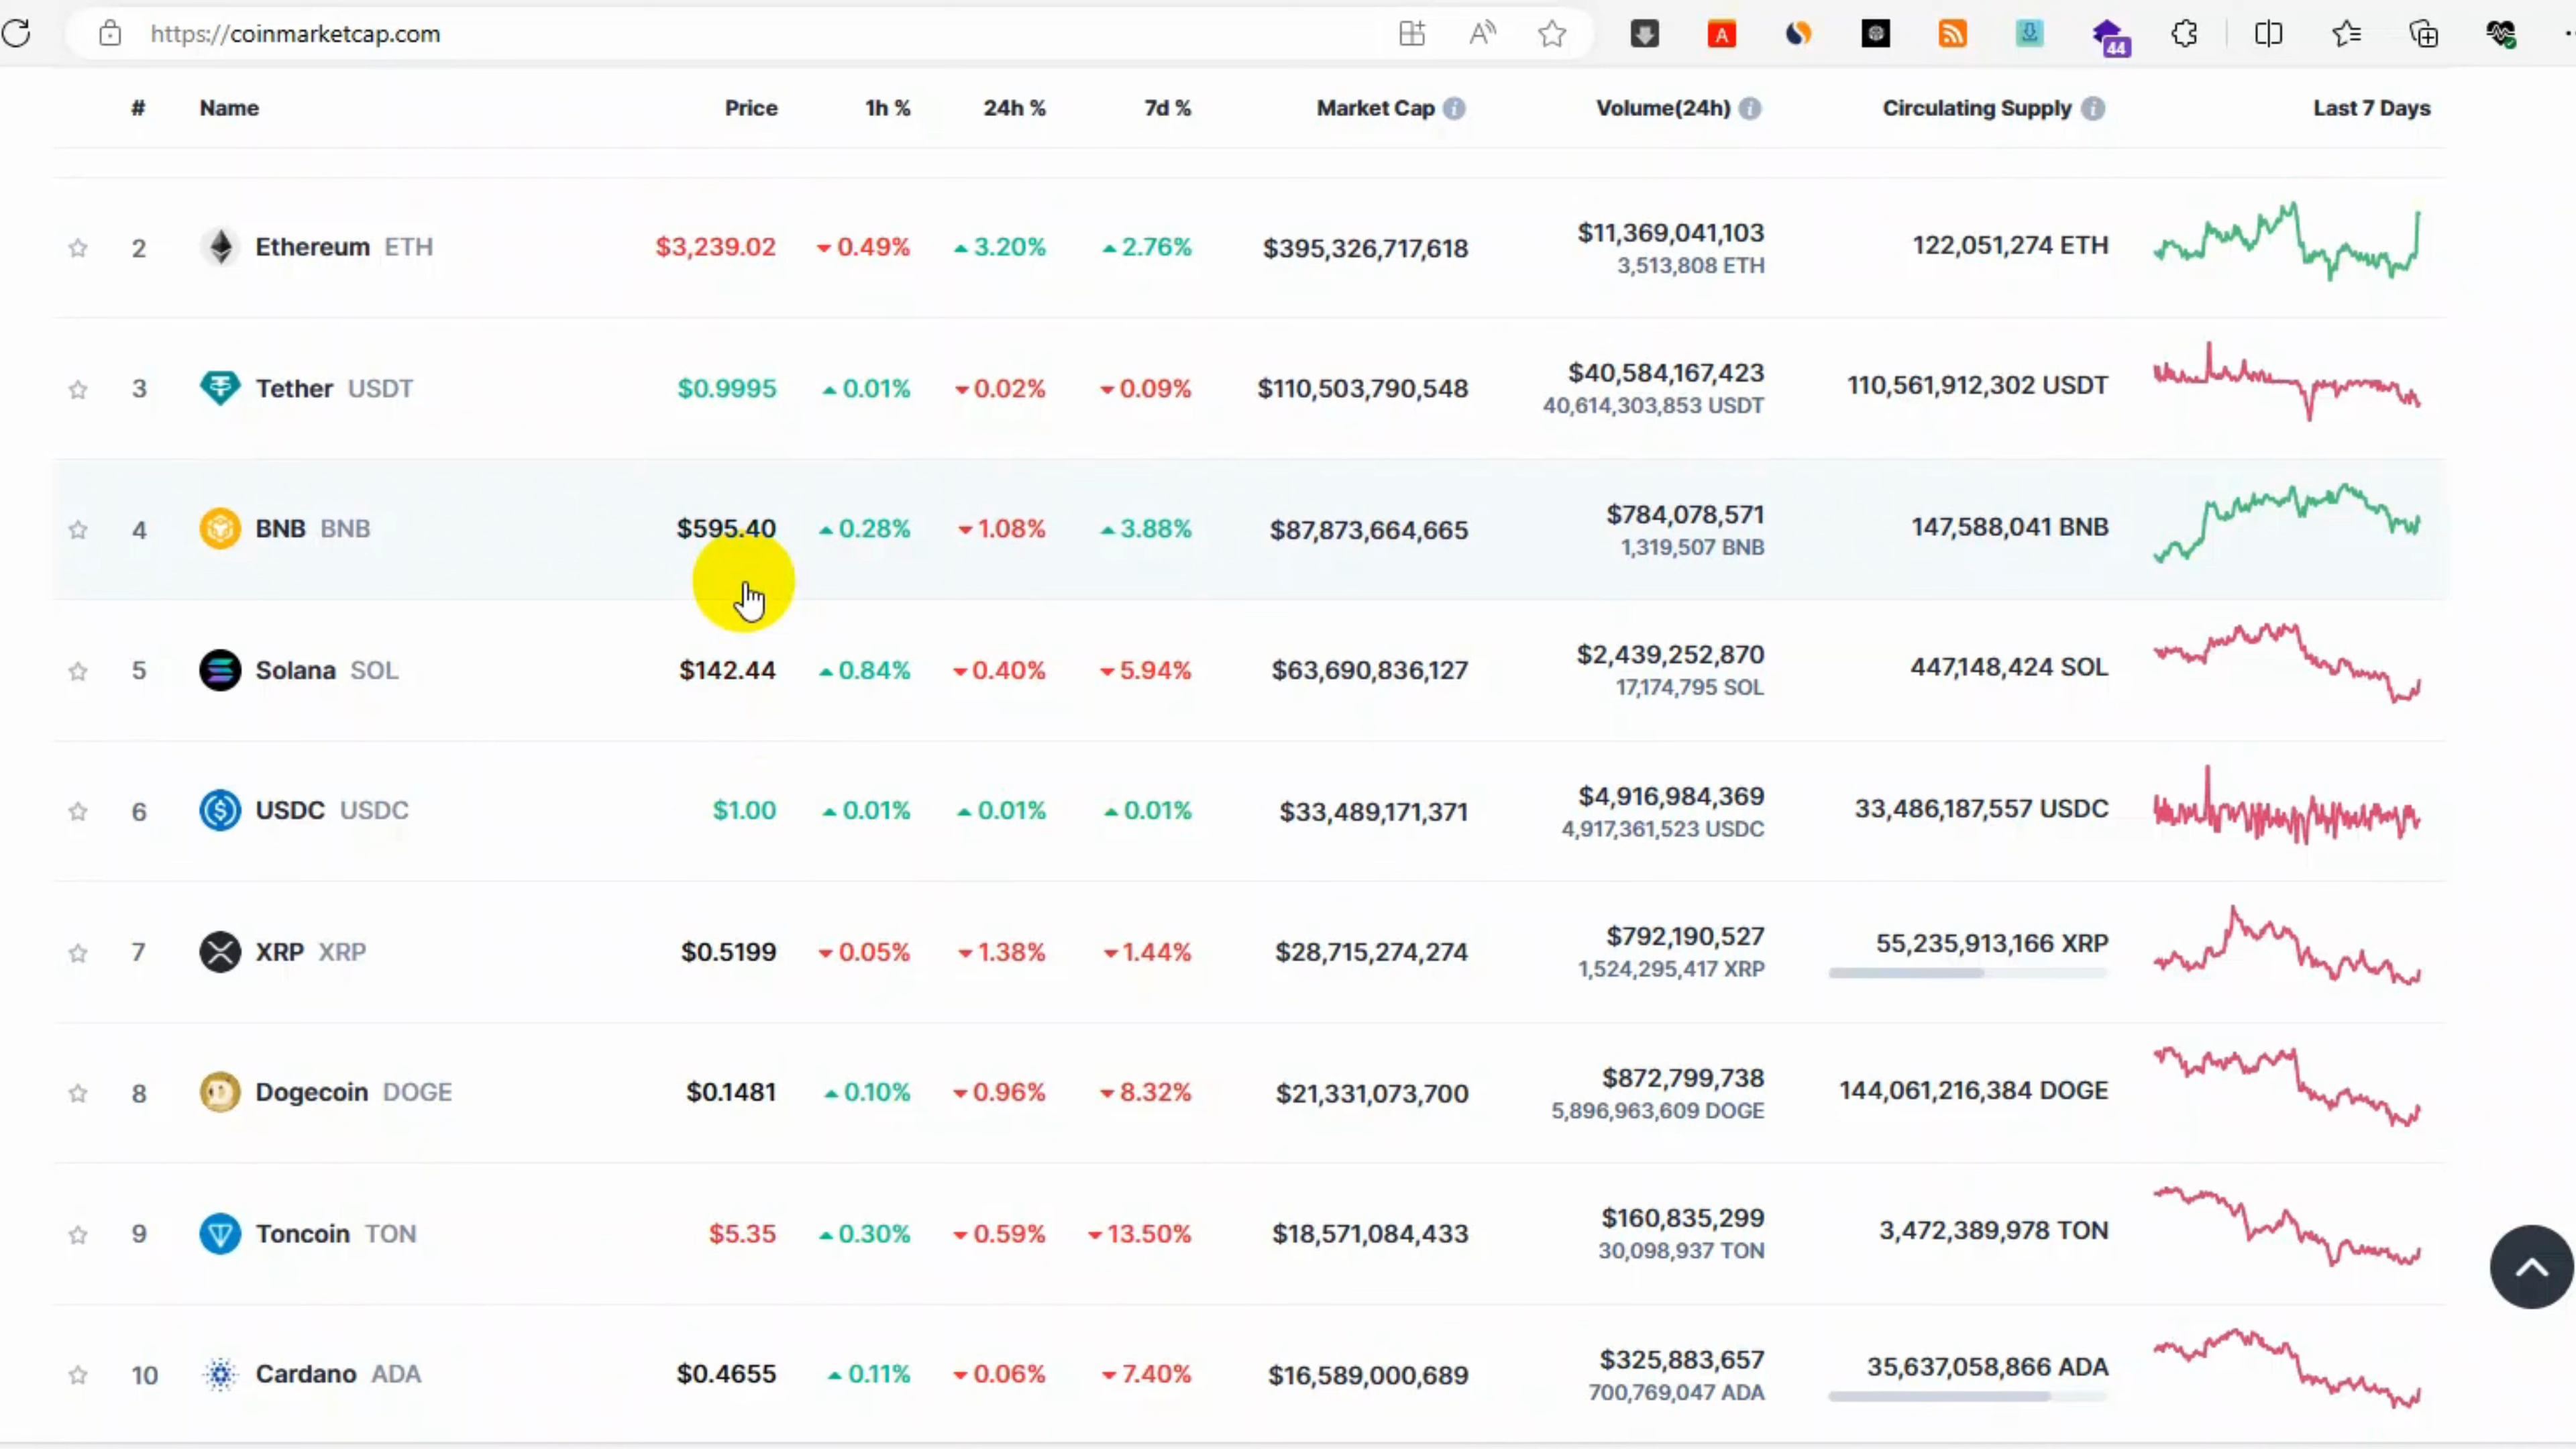 https://coinmarketcap.com
A
A
44
# Name Price 1h % 24h % 7d % Market Cap Volume(24h) Circulating Supply Last 7 Days
2 Ethereum ETH $3,239.02 0.49% 3.20% 2.76% $395,326,717,618 $11,369,041,103 122,051,274 ETH
3,513,808 ETH
3 Tether USDT $0.9995 0.01% 0.02% 0.09% $110,503,790,548 $40,584,167,423 110,561,912,302 USDT
40,614,303,853 USDT
4 BNB BNB $595.40 0.28% 1.08% 3.88% $87,873,664,665 $784,078,571 147,588,041 BNB
1,319,507 BNB
5 Solana SOL $142.44 0.84% 0.40% 5.94% $63,690,836,127 $2,439,252,870 447,148,424 SOL
17,174,795 SOL
6 USDC USDC $1.00 0.01% 0.01% 0.01% $33,489,171,371 $4,916,984,369 33,486,187,557 USDC
4,917,361,523 USDC
7 XRP XRP $0.5199 0.05% 1.38% 1.44% $28,715,274,274 $792,190,527 55,235,913,166 XRP
1,524,295,417 XRP
8 Dogecoin DOGE $0.1481 0.10% 0.96% 8.32% $21,331,073,700 $872,799,738 144,061,216,384 DOGE
5,896,963,609 DOGE
9 Toncoin TON $5.35 0.30% 0.59% 13.50% $18,571,084,433 $160,835,299 3,472,389,978 TON
30,098,937 TON
10 Cardano ADA $0.4655 0.11% 0.06% 7.40% $16,589,000,689 $325,883,657 35,637,058,866 ADA
700,769,047 ADA